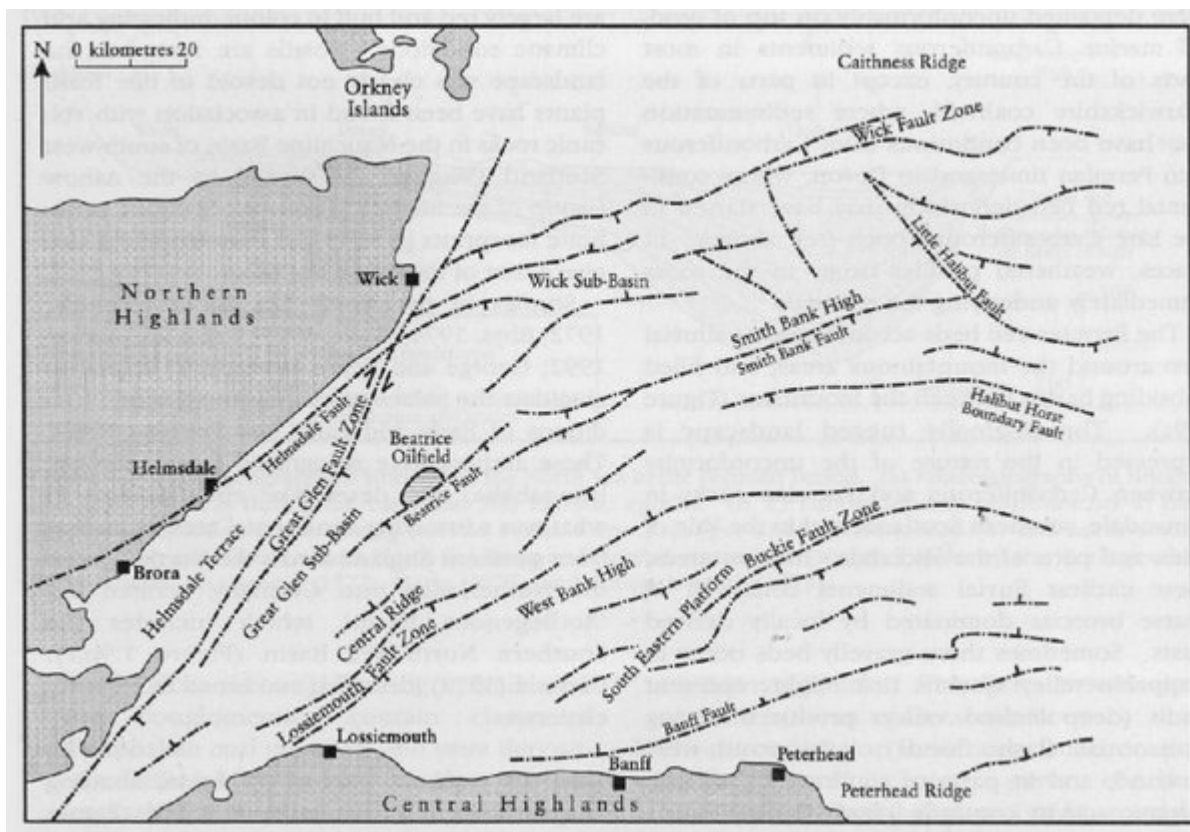 N
0 kilometres 20
Orkney
Islands
Caithness Ridge
Wick Fault Zone
Little Halibut Fault
Wick
Wick Sub-Basin
Northern
Highlands
Smith Bank High
Smith Bank Fault
Halibut Horst
Boundary Fault
Helmsdale Fault
Great Glen Fault Zone
Beatrice
Oilfield
Beatrice Fault
Helmsdale
Helmsdale Terrace
Great Glen Sub-Basin
Brora
Central Ridge
West Bank High
Buckie Fault Zone
South Eastern Platform
Lossiemouth Fault Zone
Banff Fault
Lossiemouth
Banff
Peterhead
Central Highlands
Peterhead Ridge